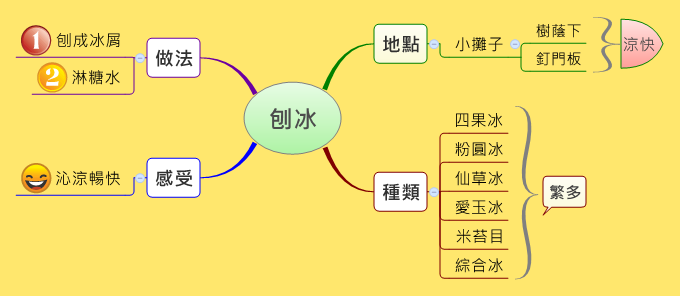 刨冰
做法
1 刨成冰屑
2 淋糖水
感受
沁涼暢快
地點
小攤子
樹蔭下
釘門板
涼快
種類
四果冰
粉圓冰
仙草冰
愛玉冰
米苔目
綜合冰
繁多